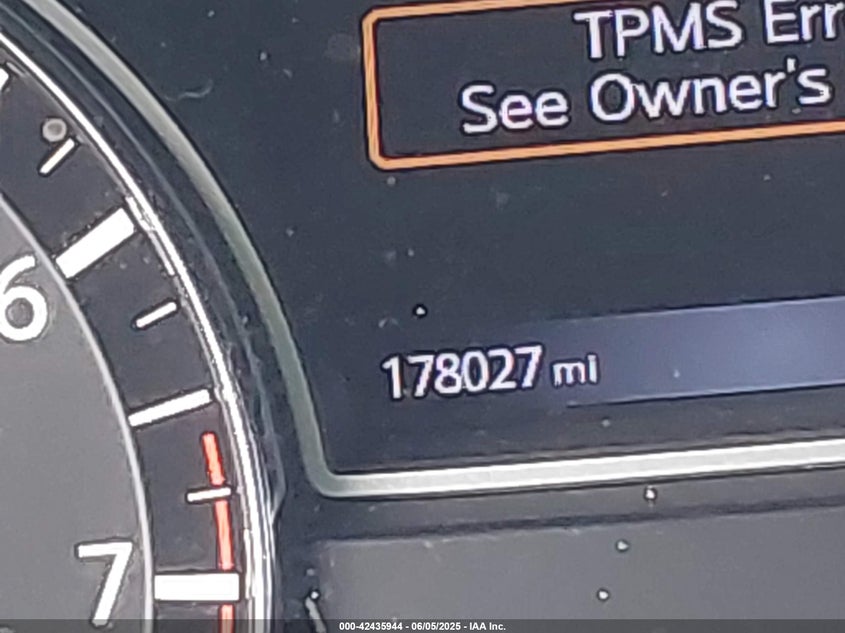 TPMS Err
See Owner's
6
178027 mi
7
000-42435944 - 06/05/2025 - IAA Inc.